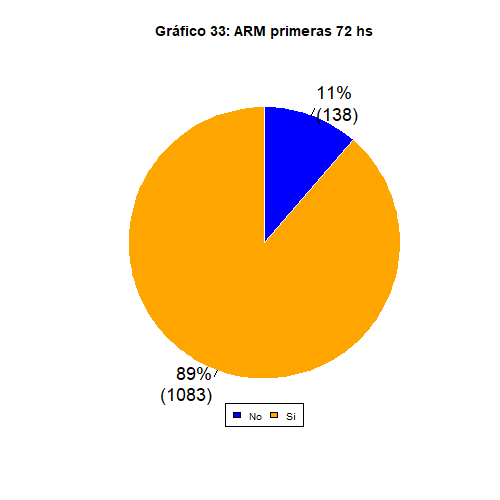 Gráfico 33: ARM primeras 72 hs
11%
(138)
89%
(1083)
No Si